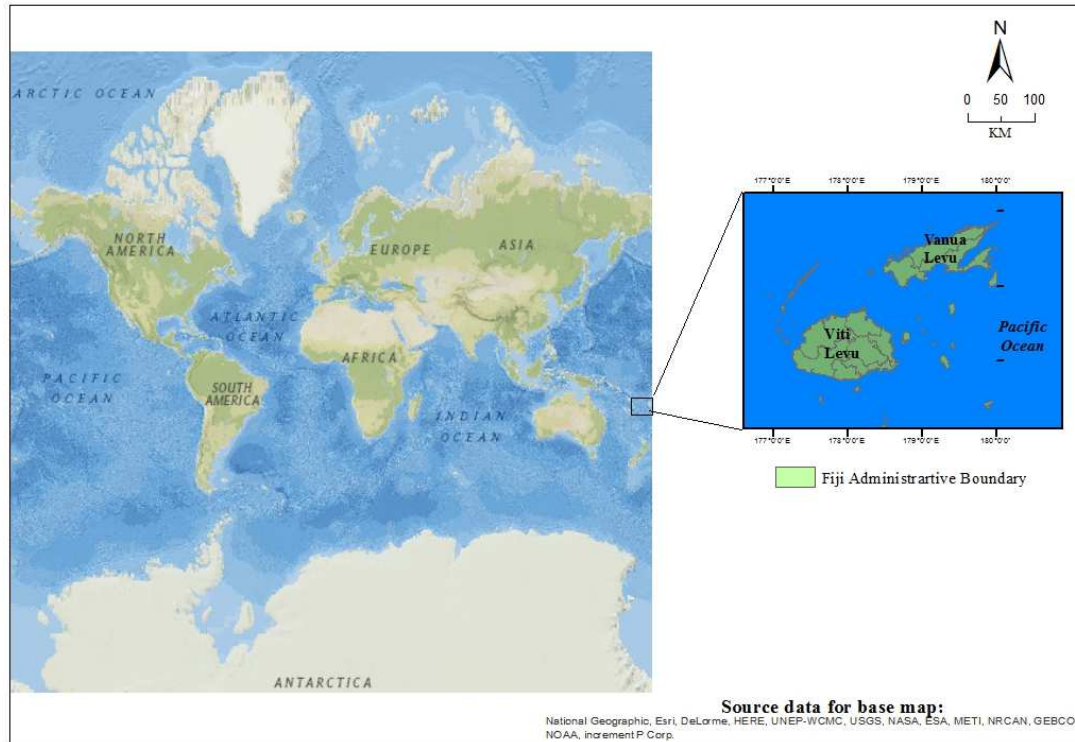 N
0 50 100
KM
ARCTIC OCEAN
NORTH
AMERICA
EUROPE
ASIA
ATLANTIC
OCEAN
AFRICA
PACIFIC
OCEAN
SOUTH
AMERICA
INDIAN
OCEAN
ANTARCTICA
177°0'0"E 178°0'0"E 179°0'0"E 180°0'0"
Vanua
Levu
Viti
Levu
Pacific
Ocean
177°0'0"E 178°0'0"E 179°0'0"E 180°0'0"
Fiji Administrartive Boundary
Source data for base map:
National Geographic, Esri, DeLorme, HERE, UNEP-WCMC, USGS, NASA, ESA, METI, NRCAN, GEBCO
NOAA, increment P Corp.